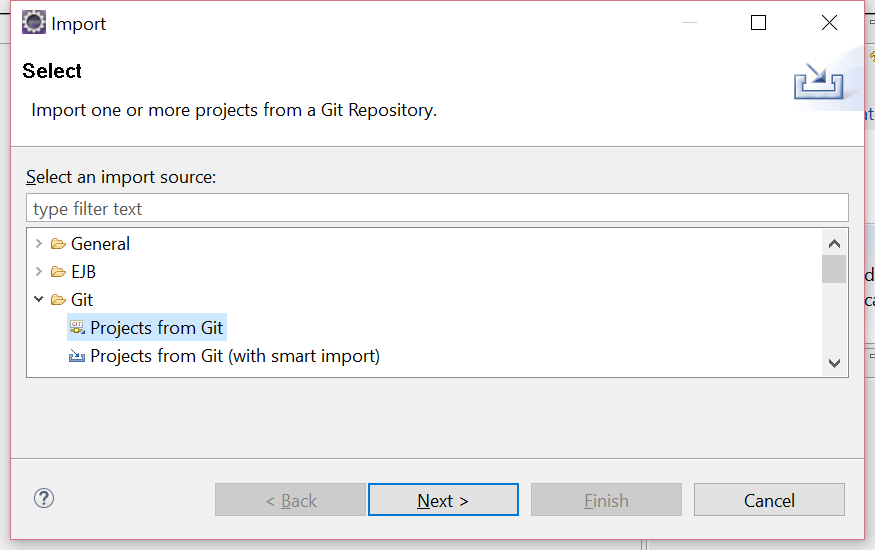 Import
Select
Import one or more projects from a Git Repository.
Select an import source:
type filter text
General
EJB
Git
Projects from Git
Projects from Git (with smart import)
< Back
Next >
Finish
Cancel